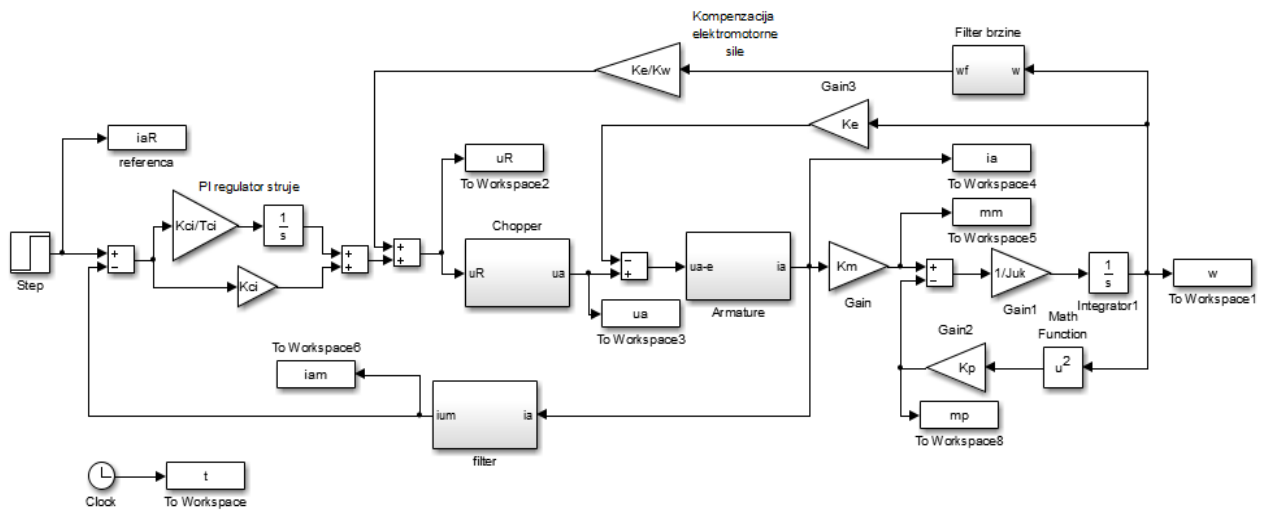 Kompenzacija
elektromotorne
sile
Filter brzine
Ke/Kw
wf
w
Gain3
Ke
iaR
referenca
uR
To Workspace2
ia
To Workspace4
PI regulator struje
Kci/Tci
1
s
Chopper
mm
To Workspace5
+
−
+
+
+
+
uR
ua
−
+
ua-e
ia
Km
+
−
1/Juk
1
s
w
Step
Kci
Armature
Gain
Gain1
Integrator1
To Workspace1
ua
To Workspace3
Math
Function
Gain2
Kp
u²
To Workspace6
iam
ium
ia
filter
mp
To Workspace8
t
Clock
To Workspace